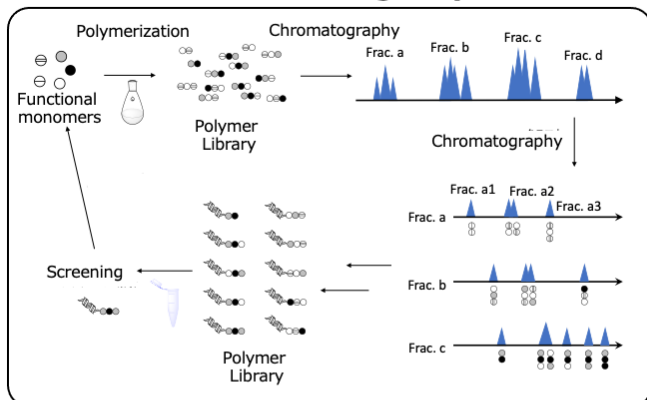 Polymerization
Chromatography
Frac. a
Frac. b
Frac. c
Frac. d
Functional
monomers
Polymer
Library
Chromatography
Frac. a1
Frac. a2
Frac. a3
Frac. a
Frac. b
Frac. c
Screening
Polymer
Library